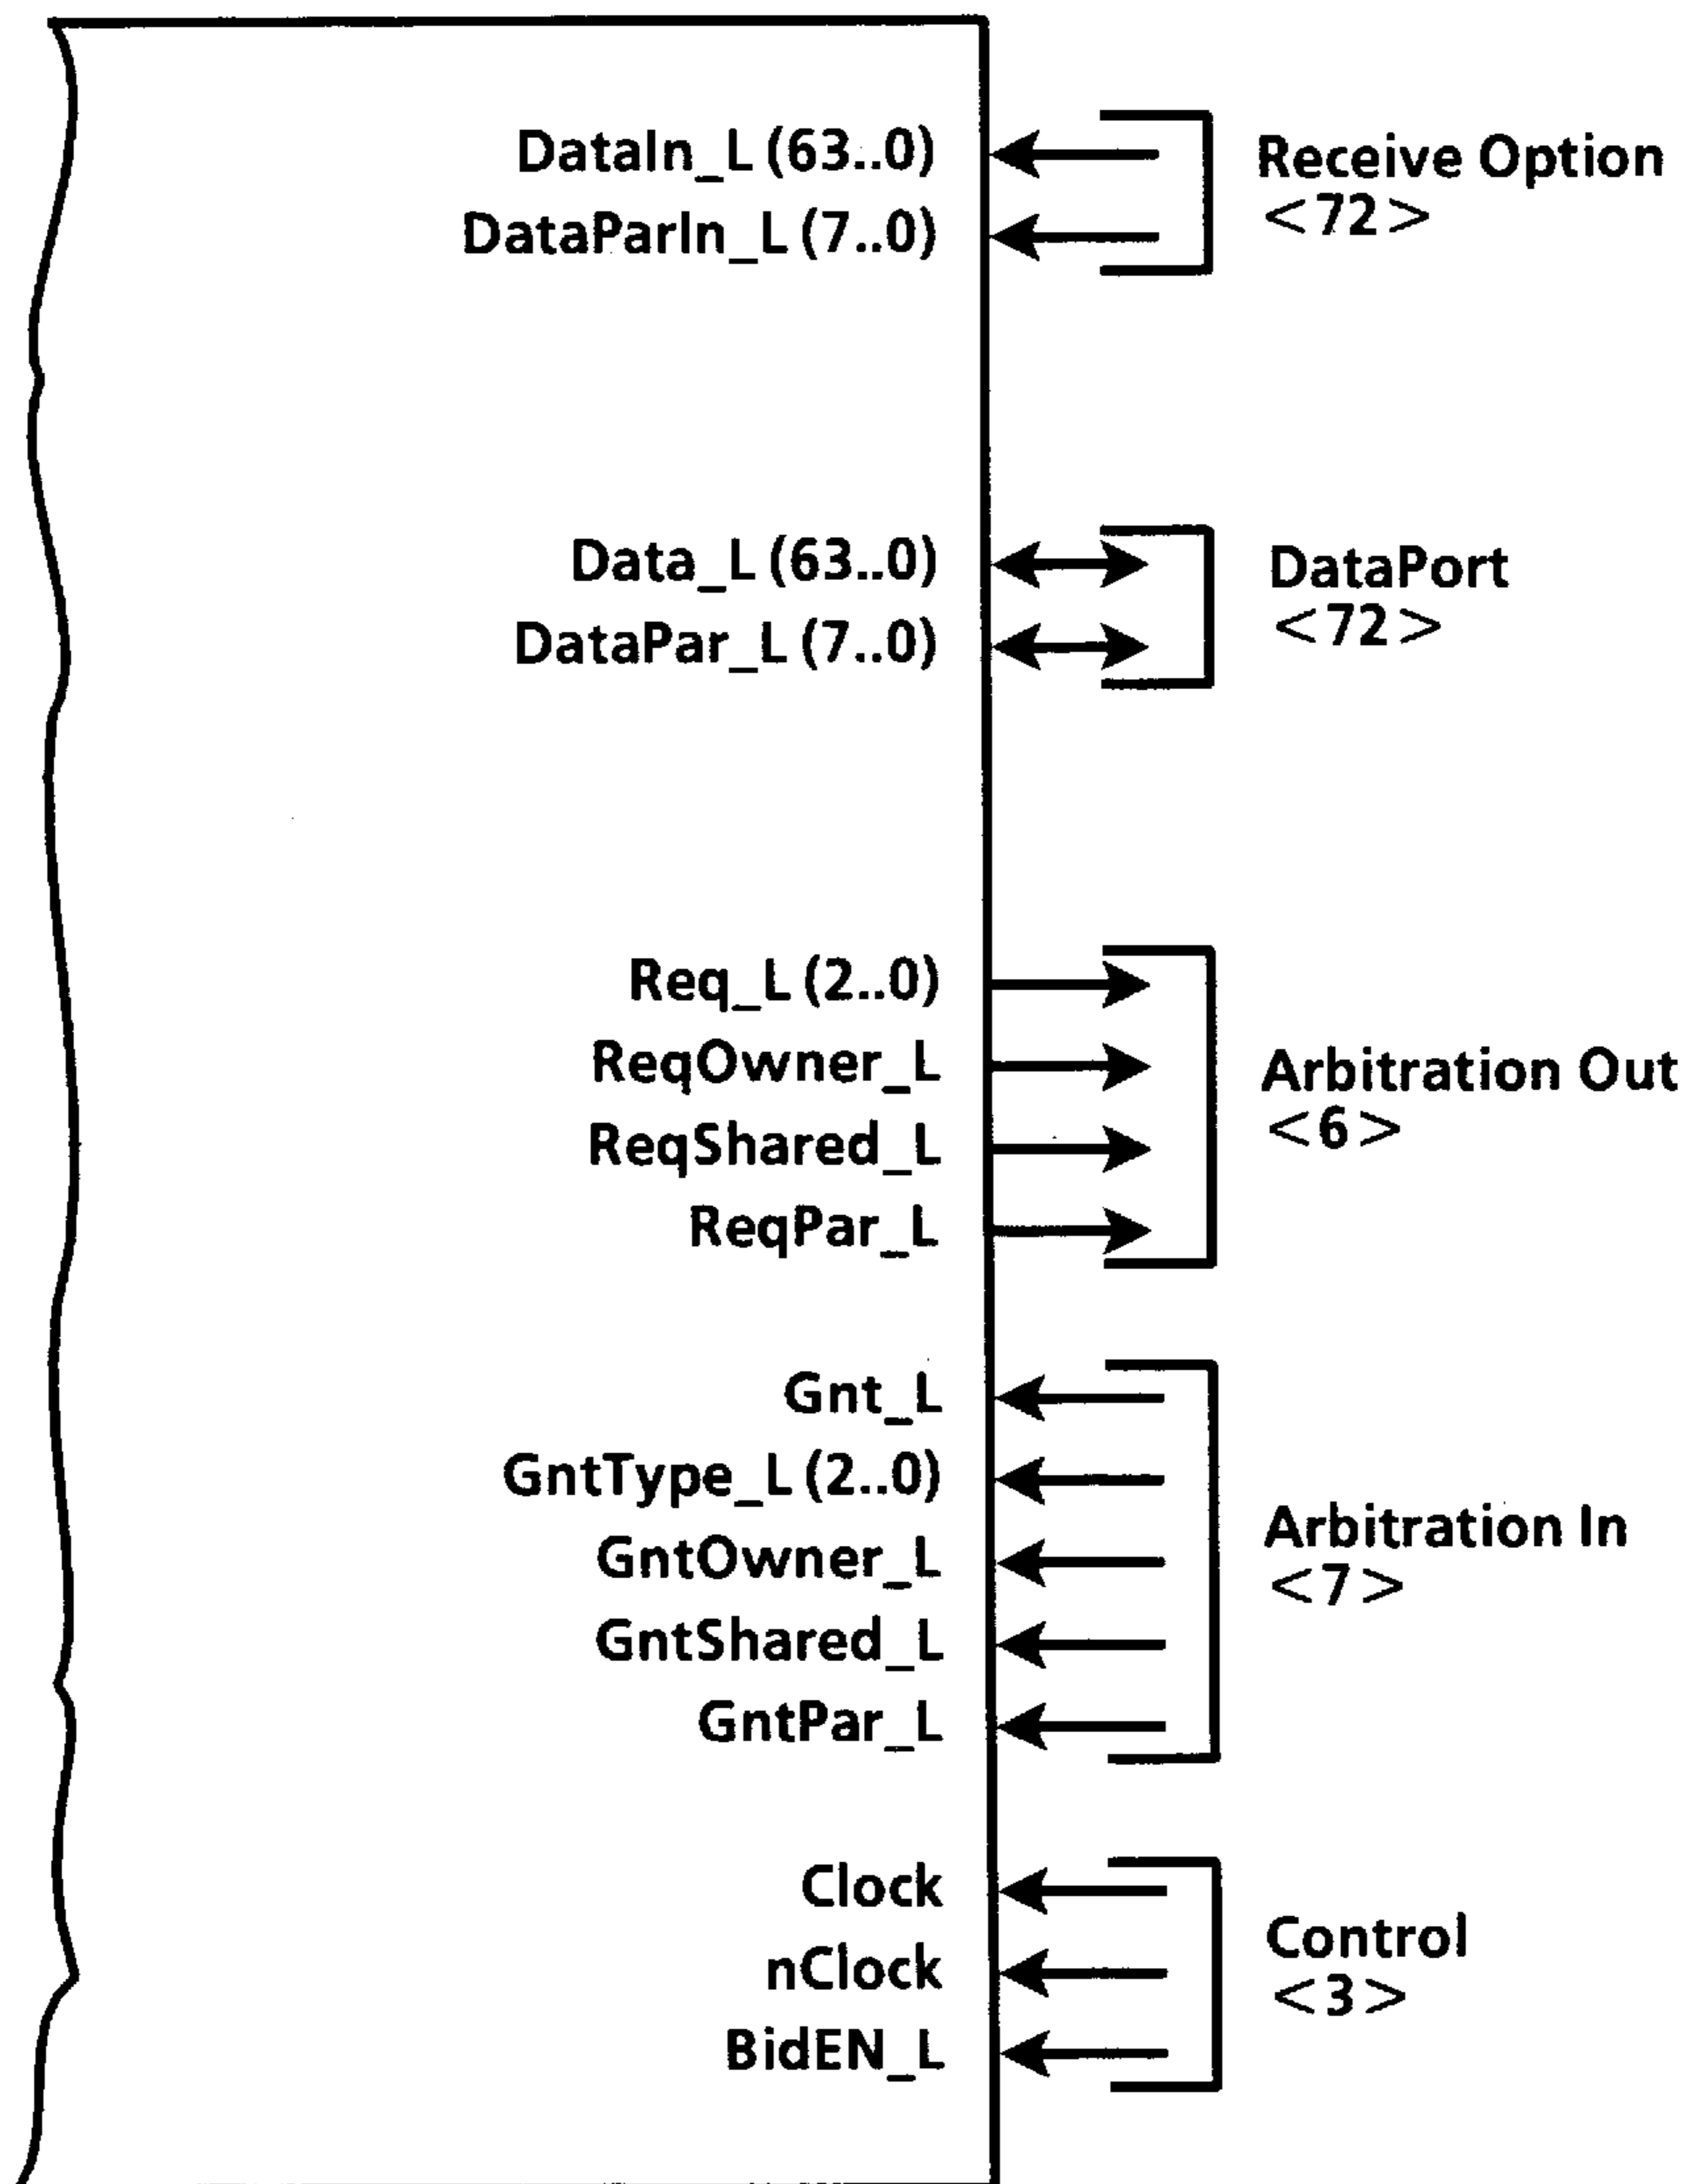 DataIn_L (63..0)
DataParIn_L (7..0)
Receive Option
<72>
Data_L (63..0)
DataPar_L (7..0)
DataPort
<72>
Req_L (2..0)
ReqOwner_L
ReqShared_L
ReqPar_L
Arbitration Out
<6>
Gnt_L
GntType_L (2..0)
GntOwner_L
GntShared_L
GntPar_L
Arbitration In
<7>
Clock
nClock
BidEN_L
Control
<3>